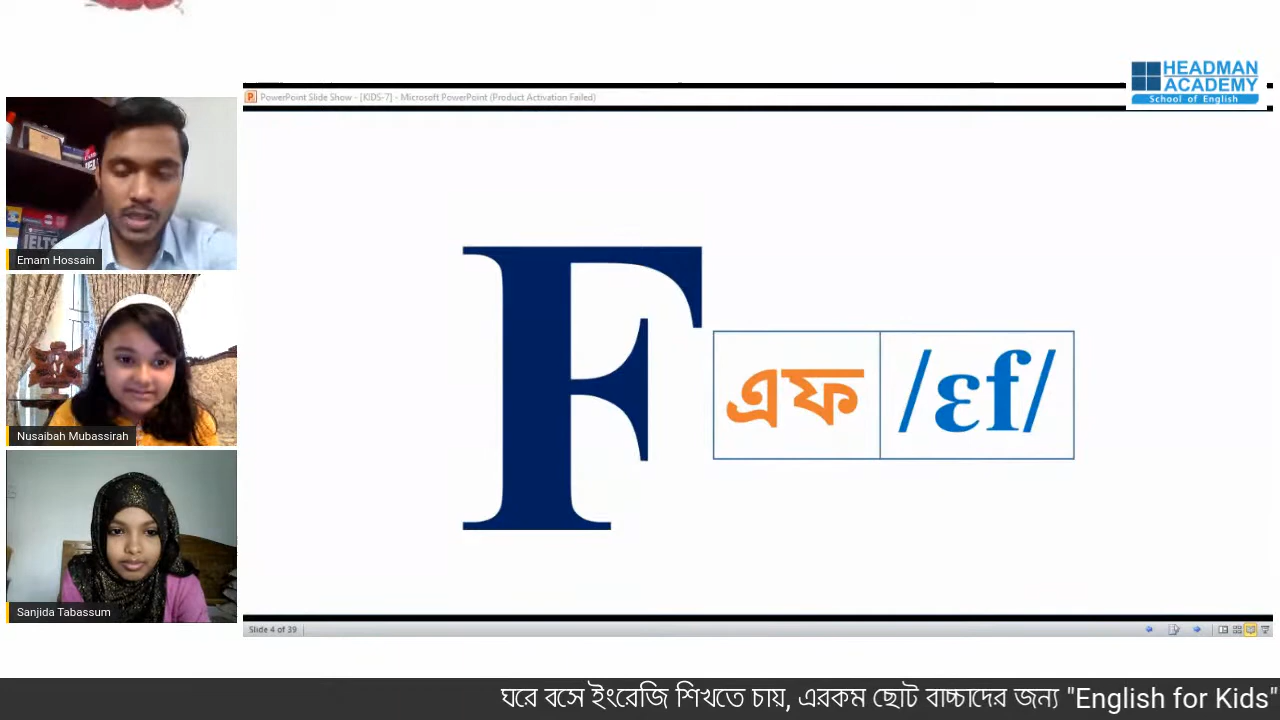 HEADMAN
ACADEMY
School of English
PowerPoint Slide Show - [KIDS-7] - Microsoft PowerPoint (Product Activation Failed)
IELTS
Emam Hossain
F
এফ
/ɛf/
Nusaibah Mubassirah
Sanjida Tabassum
Slide 4 of 39
ঘরে বসে ইংরেজি শিখতে চায়, এরকম ছোট বাচ্চাদের জন্য "English for Kids"